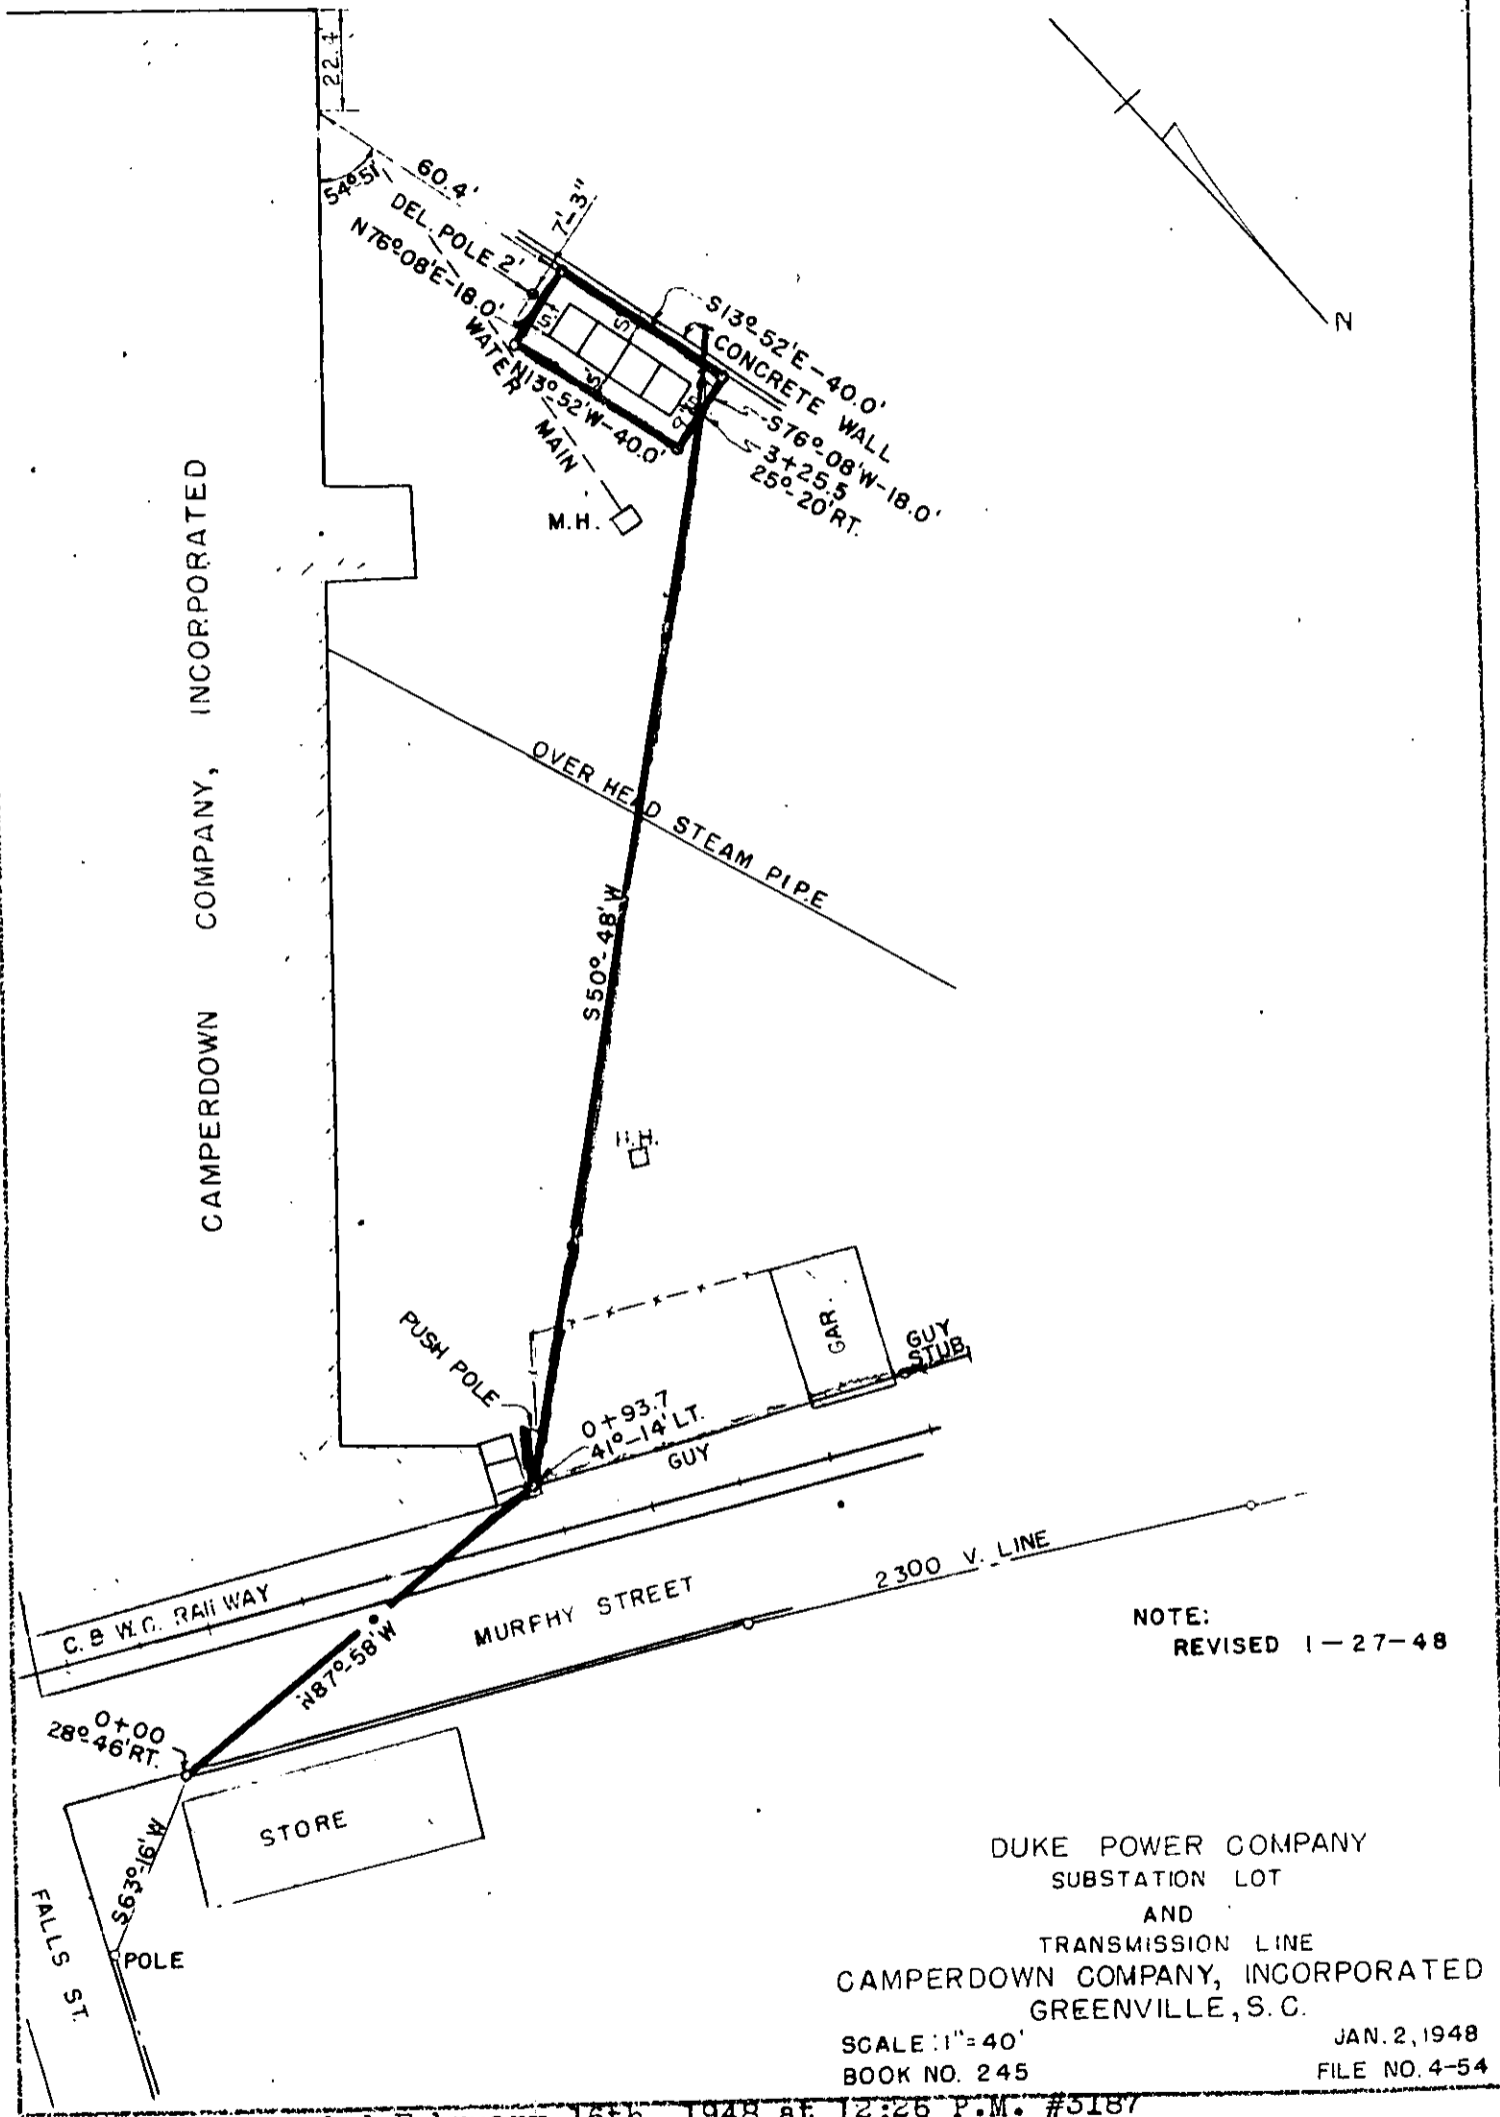 22.4
54°51'
60.4'
7'-3"
DEL. POLE 2'
N76°-08'E-18.0'
WATER MAIN
5'
5'
5'
S13°-52'E-40.0'
CONCRETE WALL
N13°-52'W-40.0'
S76°-08'W-18.0'
3+25.5
25°-20'RT.
M.H.
N
CAMPERDOWN COMPANY, INCORPORATED
OVER HEAD STEAM PIPE
S50°-48'W
GAR.
GUY
STUB
PUSH POLE
0+93.7
41°-14'LT.
GUY
C. & W.C. RAILWAY
MURPHY STREET
2300 V. LINE
N87°-58'W
NOTE:
REVISED 1-27-48
0+00
28°-46'RT.
STORE
S63°-16'W
POLE
FALLS ST.
DUKE POWER COMPANY
SUBSTATION LOT
AND
TRANSMISSION LINE
CAMPERDOWN COMPANY, INCORPORATED
GREENVILLE, S.C.
SCALE: 1"=40'
JAN. 2, 1948
BOOK NO. 245
FILE NO. 4-54
16th, 1948 at 12:26 P.M. #3187